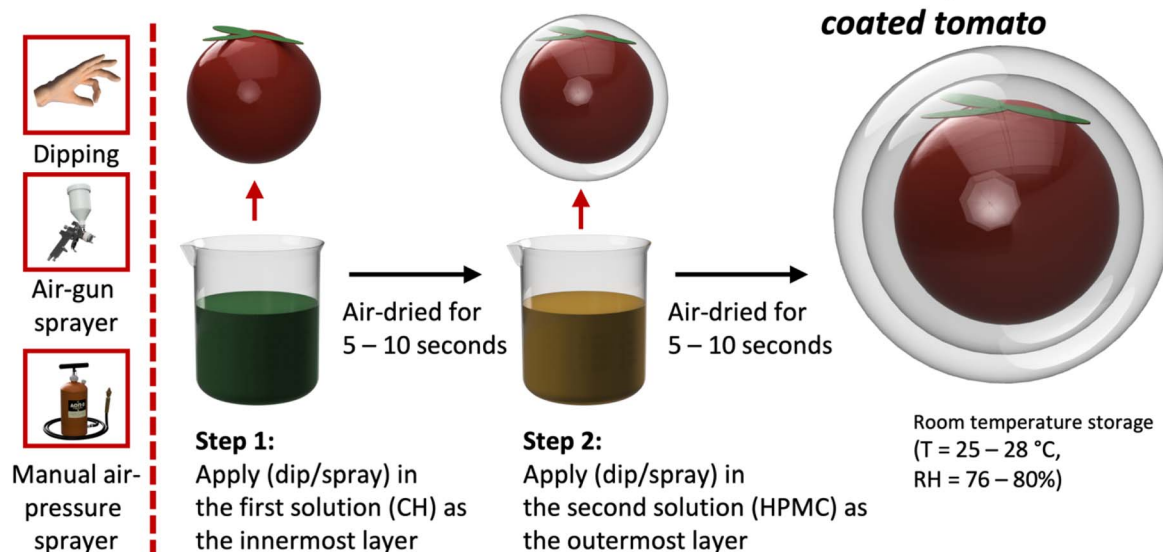 coated tomato
Dipping
Air-gun
sprayer
Manual air-
pressure
sprayer
Air-dried for
5 – 10 seconds
Air-dried for
5 – 10 seconds
Step 1:
Apply (dip/spray) in
the first solution (CH) as
the innermost layer
Step 2:
Apply (dip/spray) in
the second solution (HPMC) as
the outermost layer
Room temperature storage
(T = 25 – 28 °C,
RH = 76 – 80%)